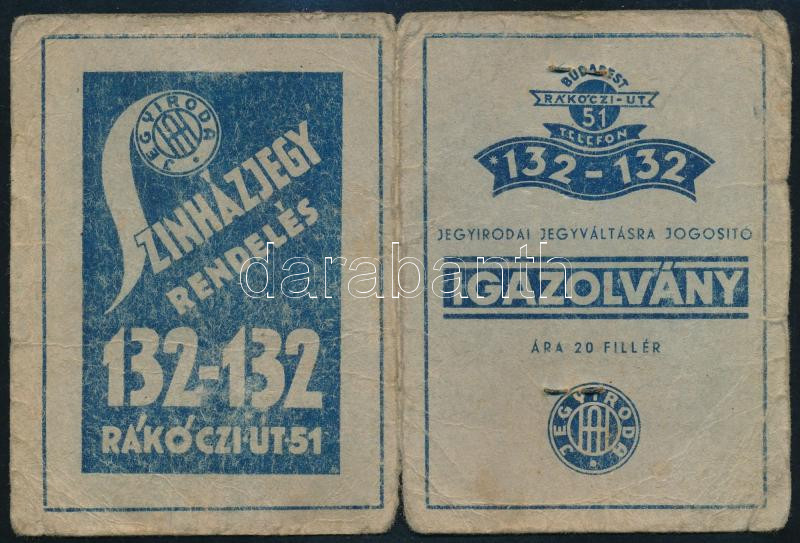 JEGYIRODA
SZINHÁZJEGY
RENDELÉS
132-132
RÁKÓCZI-ÚT-51
BUDAPEST
RÁKÓCZI-UT
51
TELEFON
*132-132
JEGYIRODAI JEGYVÁLTÁSRA JOGOSITÓ
IGAZOLVÁNY
ÁRA 20 FILLÉR
JEGYIRODA
darabanth